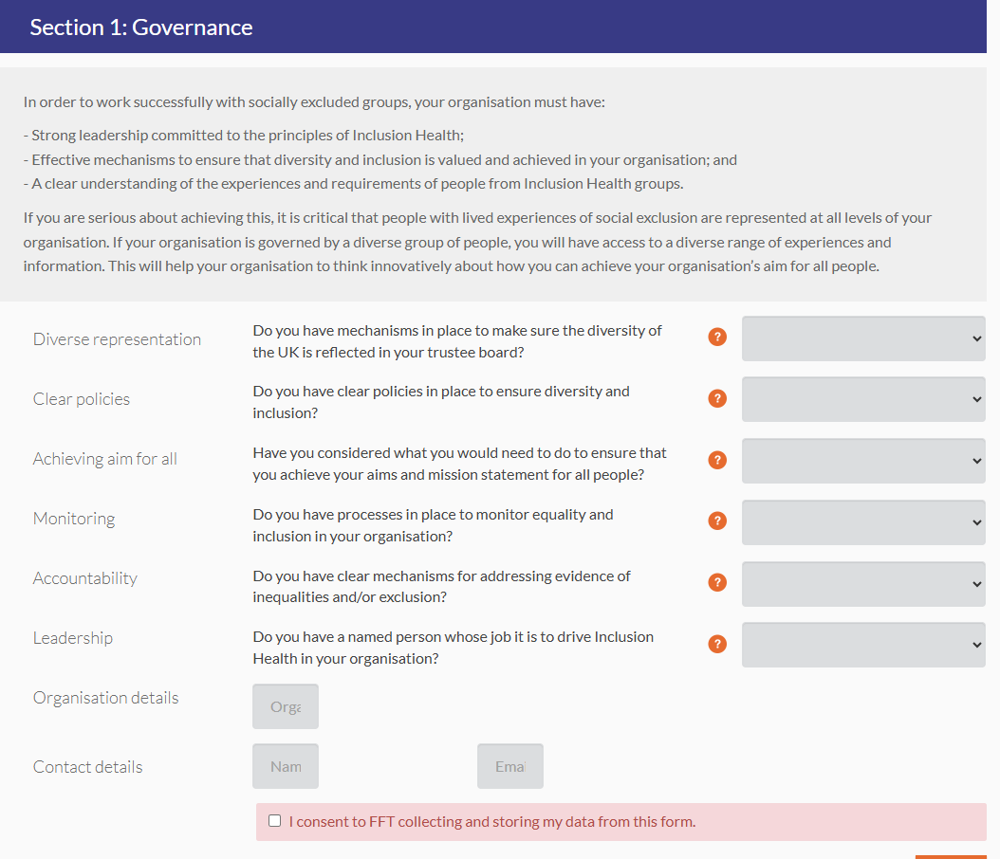 Section 1: Governance
In order to work successfully with socially excluded groups, your organisation must have:
- Strong leadership committed to the principles of Inclusion Health;
- Effective mechanisms to ensure that diversity and inclusion is valued and achieved in your organisation; and
- A clear understanding of the experiences and requirements of people from Inclusion Health groups.
If you are serious about achieving this, it is critical that people with lived experiences of social exclusion are represented at all levels of your
organisation. If your organisation is governed by a diverse group of people, you will have access to a diverse range of experiences and
information. This will help your organisation to think innovatively about how you can achieve your organisation's aim for all people.
Diverse representation
Do you have mechanisms in place to make sure the diversity of
the UK is reflected in your trustee board?
?
Clear policies
Do you have clear policies in place to ensure diversity and
inclusion?
?
Achieving aim for all
Have you considered what you would need to do to ensure that
you achieve your aims and mission statement for all people?
?
Monitoring
Do you have processes in place to monitor equality and
inclusion in your organisation?
?
Accountability
Do you have clear mechanisms for addressing evidence of
inequalities and/or exclusion?
?
Leadership
Do you have a named person whose job it is to drive Inclusion
Health in your organisation?
?
Organisation details
Orga
Contact details
Nam
Emai
I consent to FFT collecting and storing my data from this form.